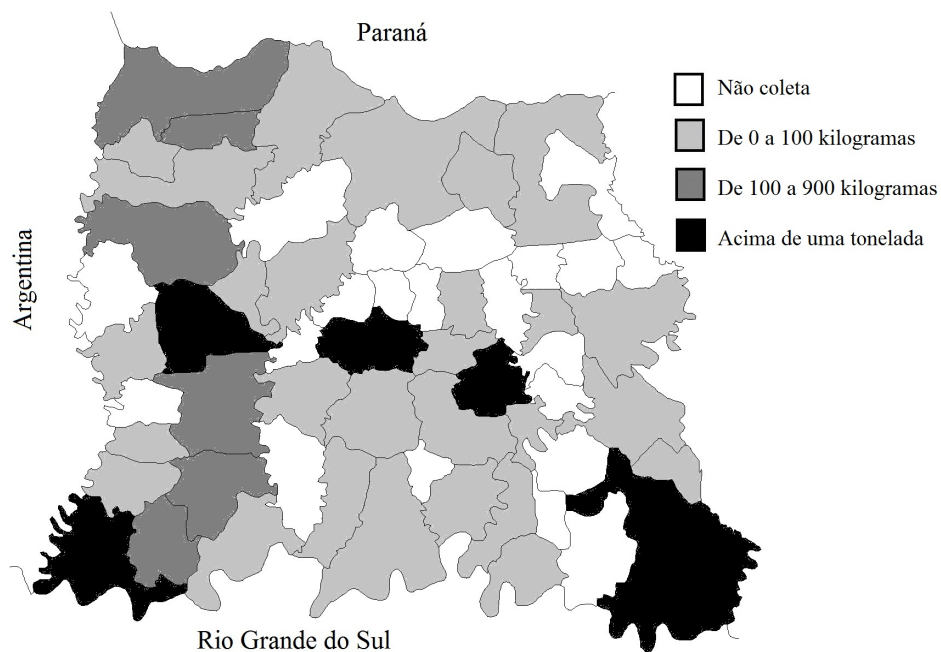 Paraná
Não coleta
De 0 a 100 kilogramas
De 100 a 900 kilogramas
Acima de uma tonelada
Argentina
Rio Grande do Sul